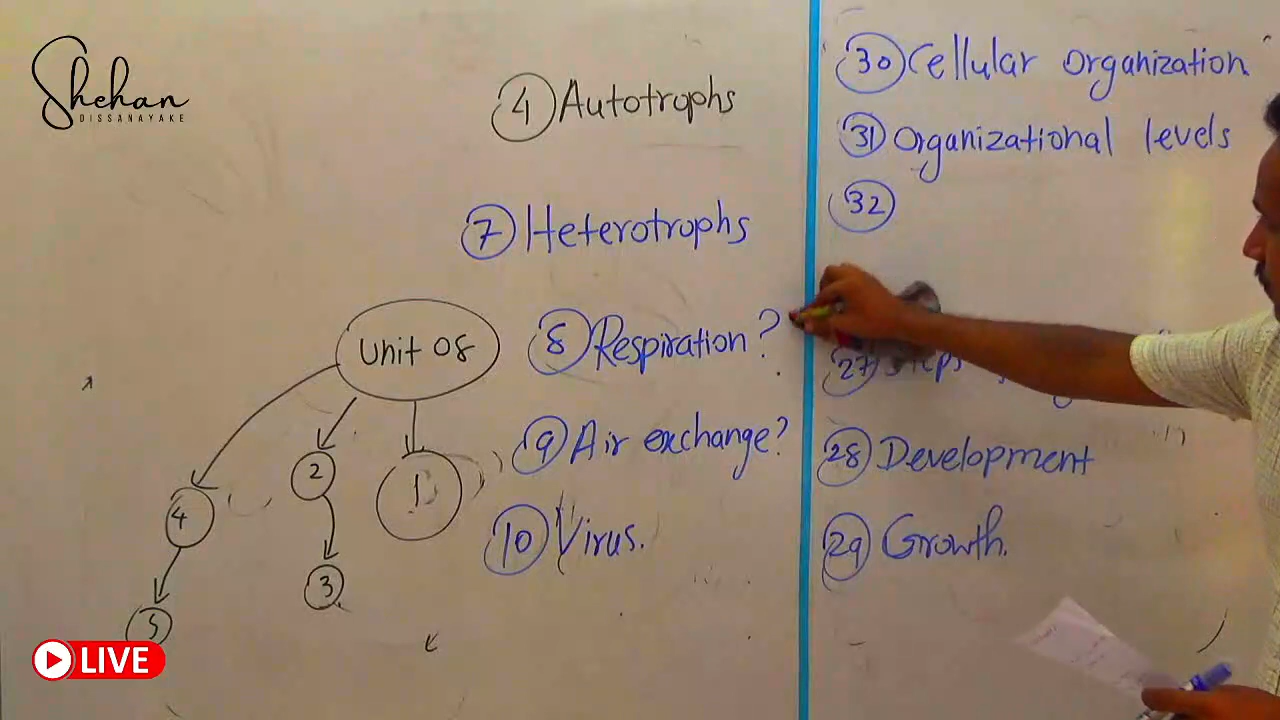 Shehan
DISSANAYAKE
4 Autotrophs
7 Heterotrophs
Unit 08
8 Respiration?
9 Air exchange?
10 Virus.
1
2
3
4
5
LIVE
30 Cellular Organization
31 Organizational levels
32
27
28 Development
29 Growth.